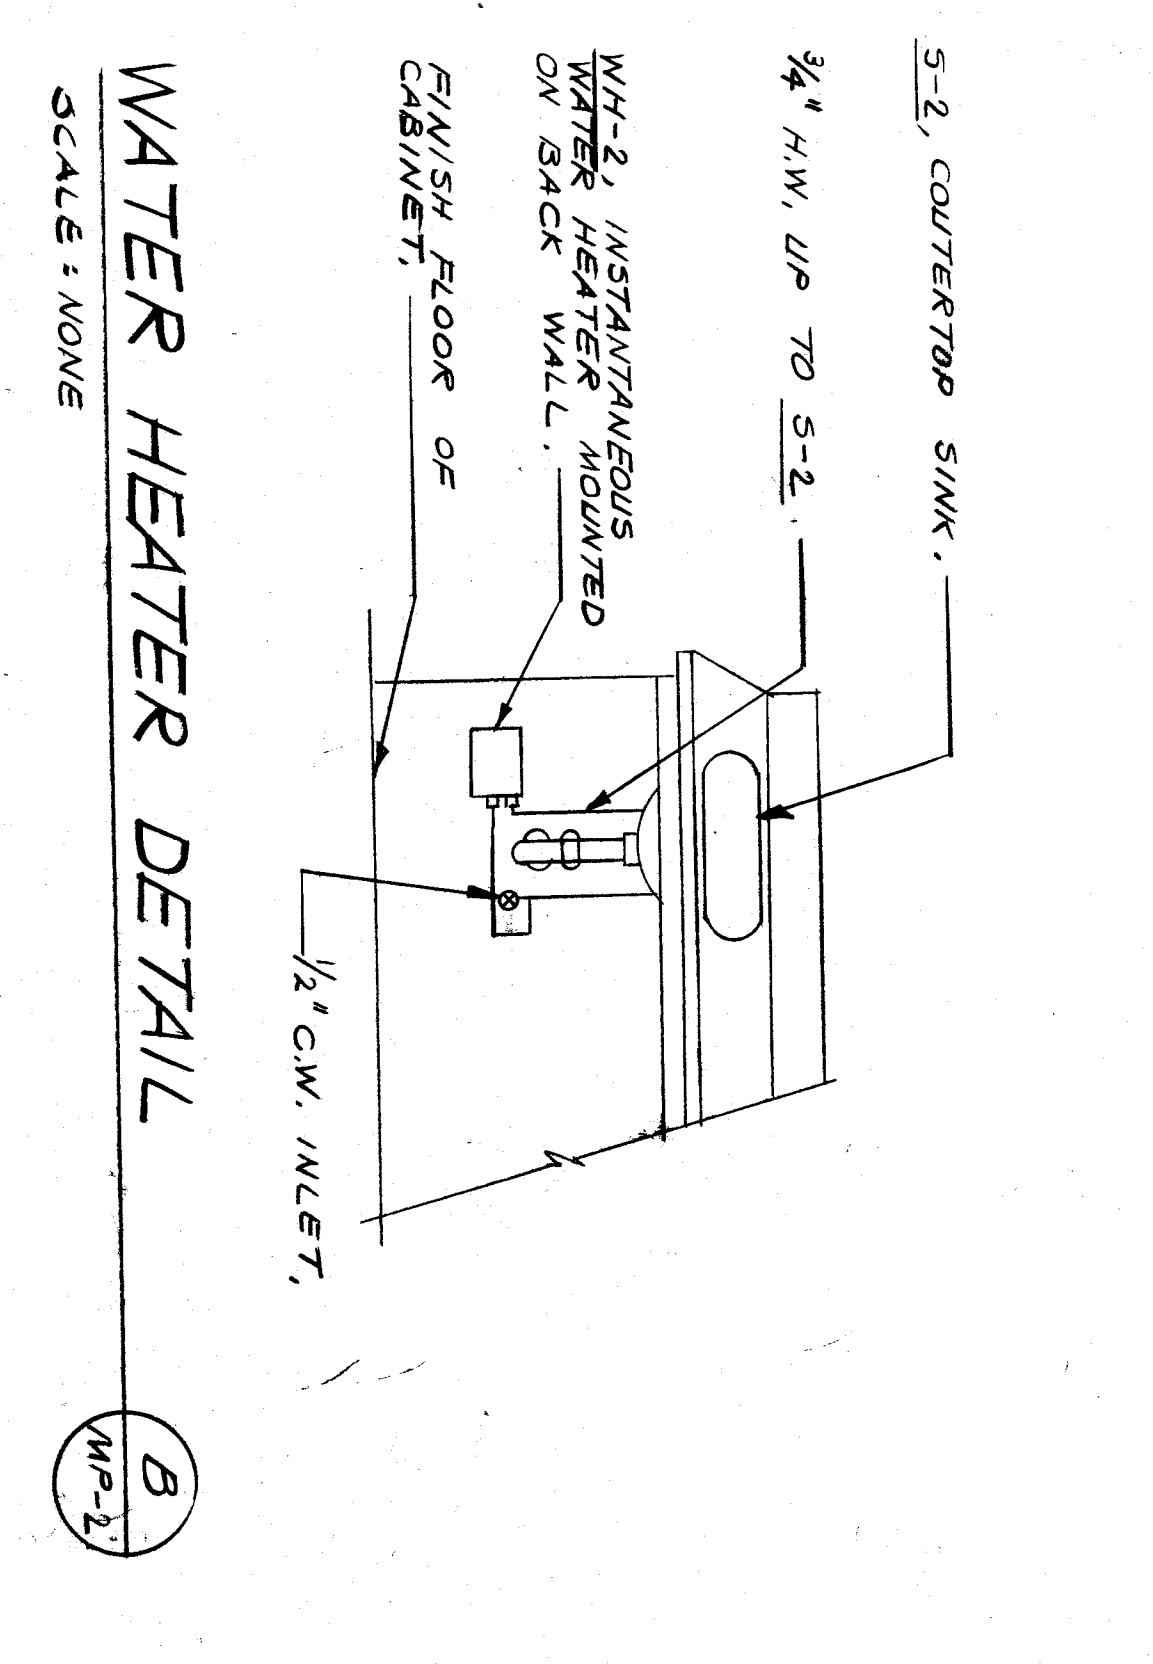 S-2, COUTERTOP SINK.
3/4" H.W. UP TO S-2.
WH-2, INSTANTANEOUS
WATER HEATER MOUNTED
ON BACK WALL.
FINISH FLOOR OF
CABINET.
1/2" C.W. INLET.
WATER HEATER DETAIL
SCALE: NONE
B
MP-2